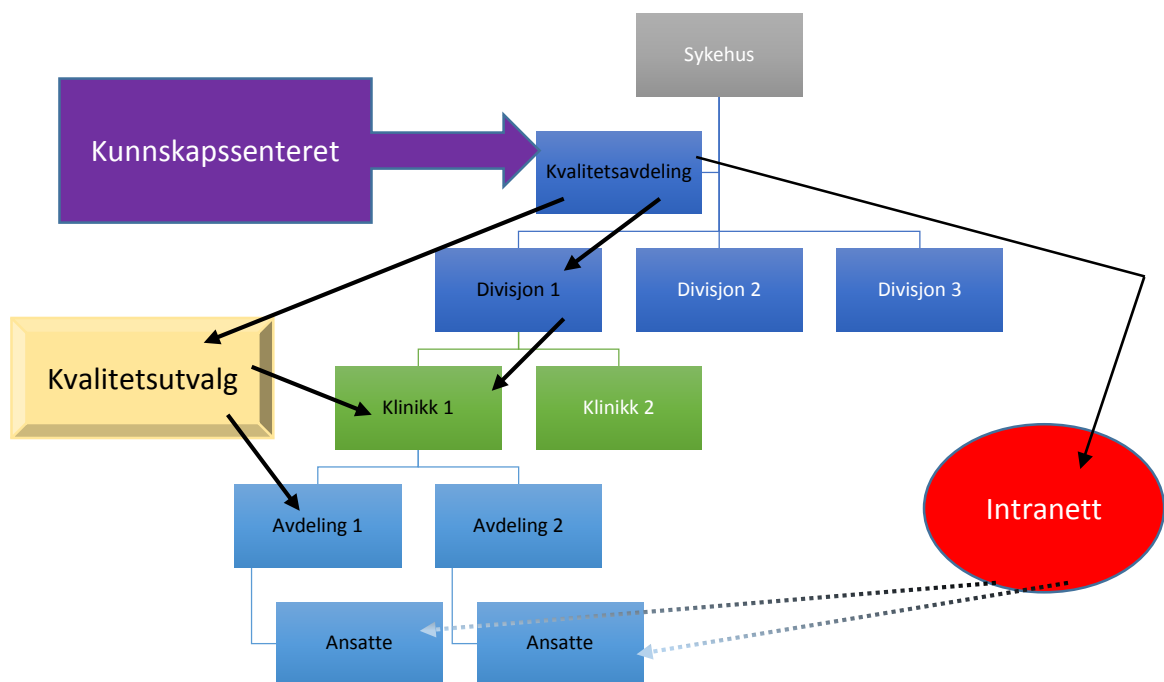 Sykehus
Kunnskapssenteret
Kvalitetsavdeling
Divisjon 1
Divisjon 2
Divisjon 3
Kvalitetsutvalg
Klinikk 1
Klinikk 2
Intranett
Avdeling 1
Avdeling 2
Ansatte
Ansatte